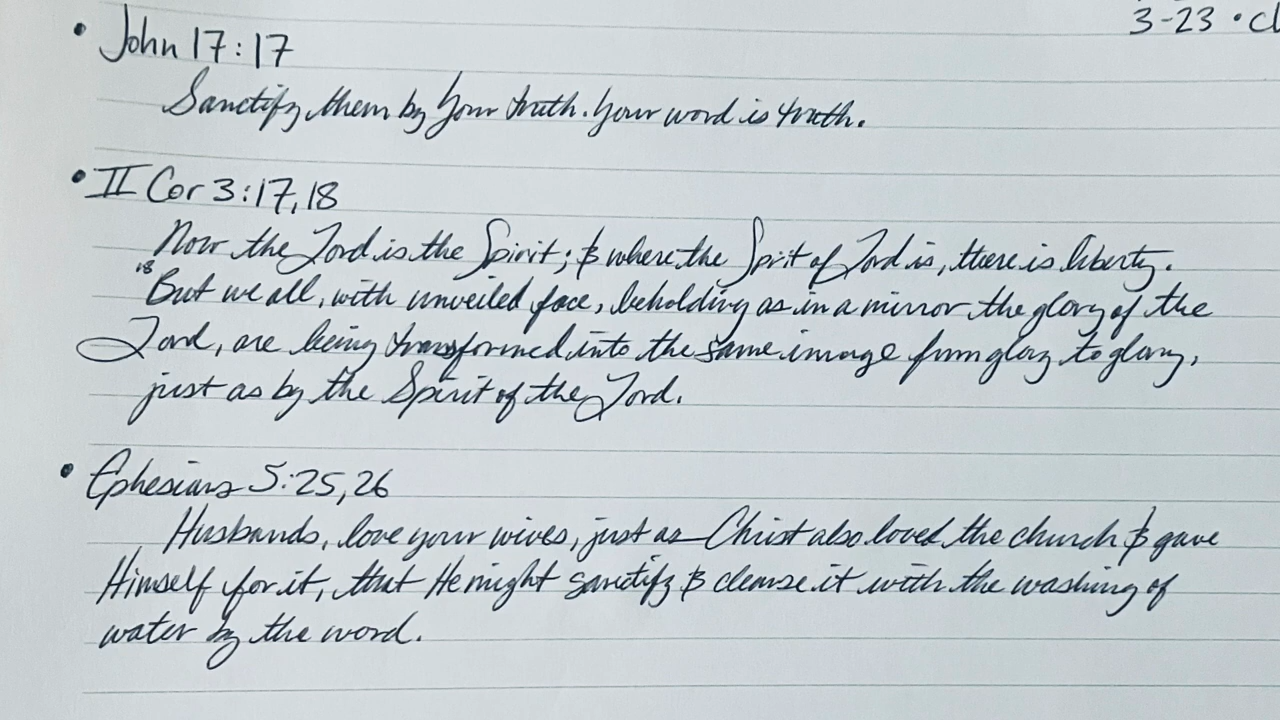 3-23 • cl
• John 17:17
Sanctify them by Your truth. Your word is truth.
• II Cor 3:17,18
Now the Lord is the Spirit; & where the Sprit of Lord is, there is liberty.
18 But we all, with unveiled face, beholding as in a mirror the glory of the
Lord, are being transformed into the same image from glory to glory,
just as by the Spirit of the Lord.
• Ephesians 5:25,26
Husbands, love your wives, just as Christ also loved the church & gave
Himself for it, that He might sanctify & cleanse it with the washing of
water by the word.